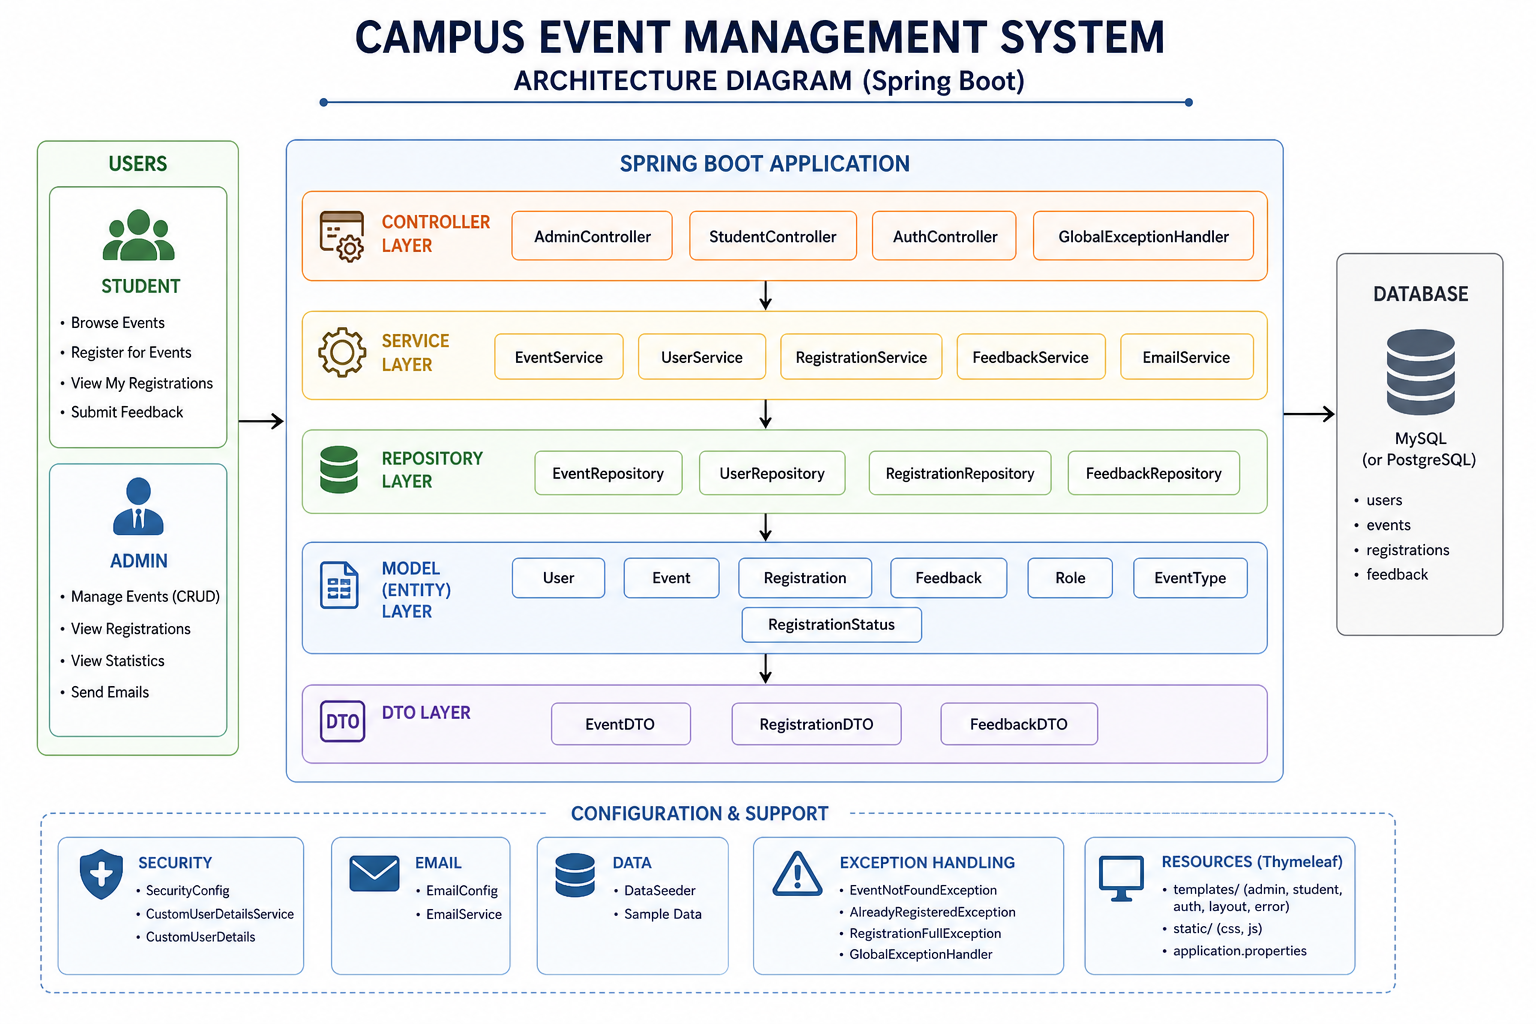 CAMPUS EVENT MANAGEMENT SYSTEM
ARCHITECTURE DIAGRAM (Spring Boot)
USERS
STUDENT
• Browse Events
• Register for Events
• View My Registrations
• Submit Feedback
ADMIN
• Manage Events (CRUD)
• View Registrations
• View Statistics
• Send Emails
SPRING BOOT APPLICATION
CONTROLLER
LAYER
AdminController
StudentController
AuthController
GlobalExceptionHandler
SERVICE
LAYER
EventService
UserService
RegistrationService
FeedbackService
EmailService
REPOSITORY
LAYER
EventRepository
UserRepository
RegistrationRepository
FeedbackRepository
MODEL
(ENTITY)
LAYER
User
Event
Registration
Feedback
Role
EventType
RegistrationStatus
DTO
DTO LAYER
EventDTO
RegistrationDTO
FeedbackDTO
DATABASE
MySQL
(or PostgreSQL)
• users
• events
• registrations
• feedback
CONFIGURATION & SUPPORT
SECURITY
• SecurityConfig
• CustomUserDetailsService
• CustomUserDetails
EMAIL
• EmailConfig
• EmailService
DATA
• DataSeeder
• Sample Data
EXCEPTION HANDLING
• EventNotFoundException
• AlreadyRegisteredException
• RegistrationFullException
• GlobalExceptionHandler
RESOURCES (Thymeleaf)
• templates/ (admin, student,
auth, layout, error)
• static/ (css, js)
• application.properties